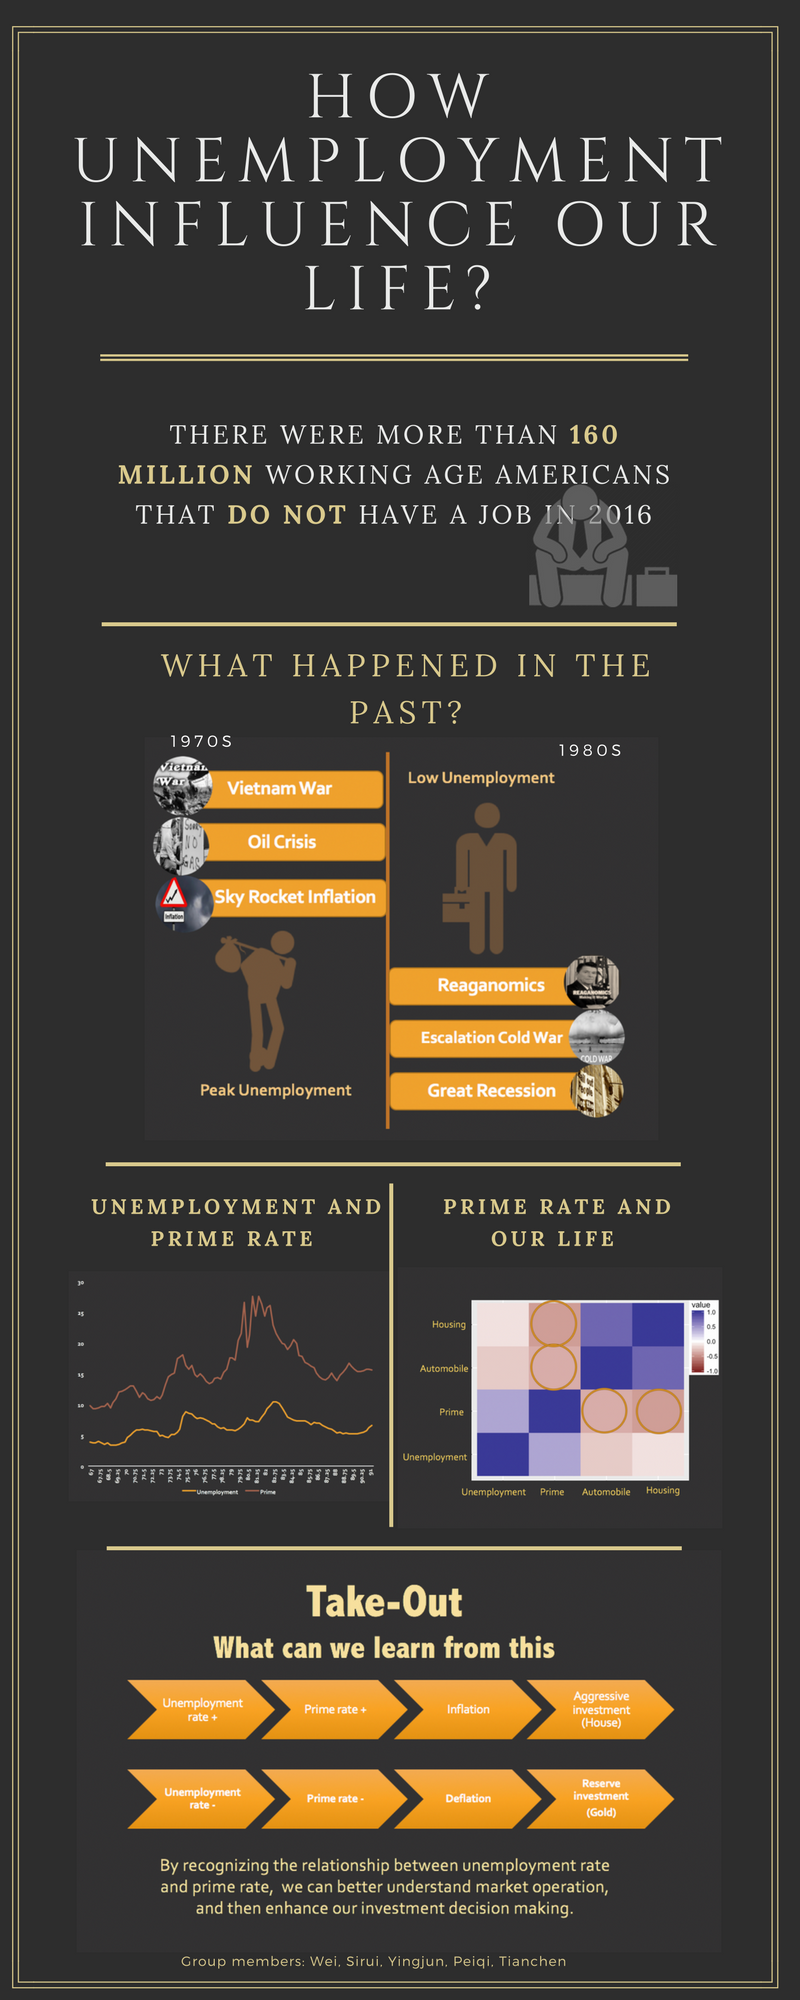 HOW
UNEMPLOYMENT
INFLUENCE OUR
LIFE?
THERE WERE MORE THAN 160
MILLION WORKING AGE AMERICANS
THAT DO NOT HAVE A JOB IN 2016
WHAT HAPPENED IN THE
PAST?
1970S
Vietnam War
Vietnam War
Oil Crisis
NO
GAS
Sky Rocket Inflation
Inflation
Peak Unemployment
1980S
Low Unemployment
Reaganomics
REAGANOMICS
Escalation Cold War
COLD WAR
Great Recession
UNEMPLOYMENT AND
PRIME RATE
30
25
20
15
10
5
0
Unemployment Prime
PRIME RATE AND
OUR LIFE
Housing
Automobile
Prime
Unemployment
Unemployment Prime Automobile Housing
value
1.0
0.5
0.0
-0.5
-1.0
Take-Out
What can we learn from this
Unemployment
rate +
Prime rate +
Inflation
Aggressive
investment
(House)
Unemployment
rate -
Prime rate -
Deflation
Reserve
investment
(Gold)
By recognizing the relationship between unemployment rate
and prime rate, we can better understand market operation,
and then enhance our investment decision making.
Group members: Wei, Sirui, Yingjun, Peiqi, Tianchen